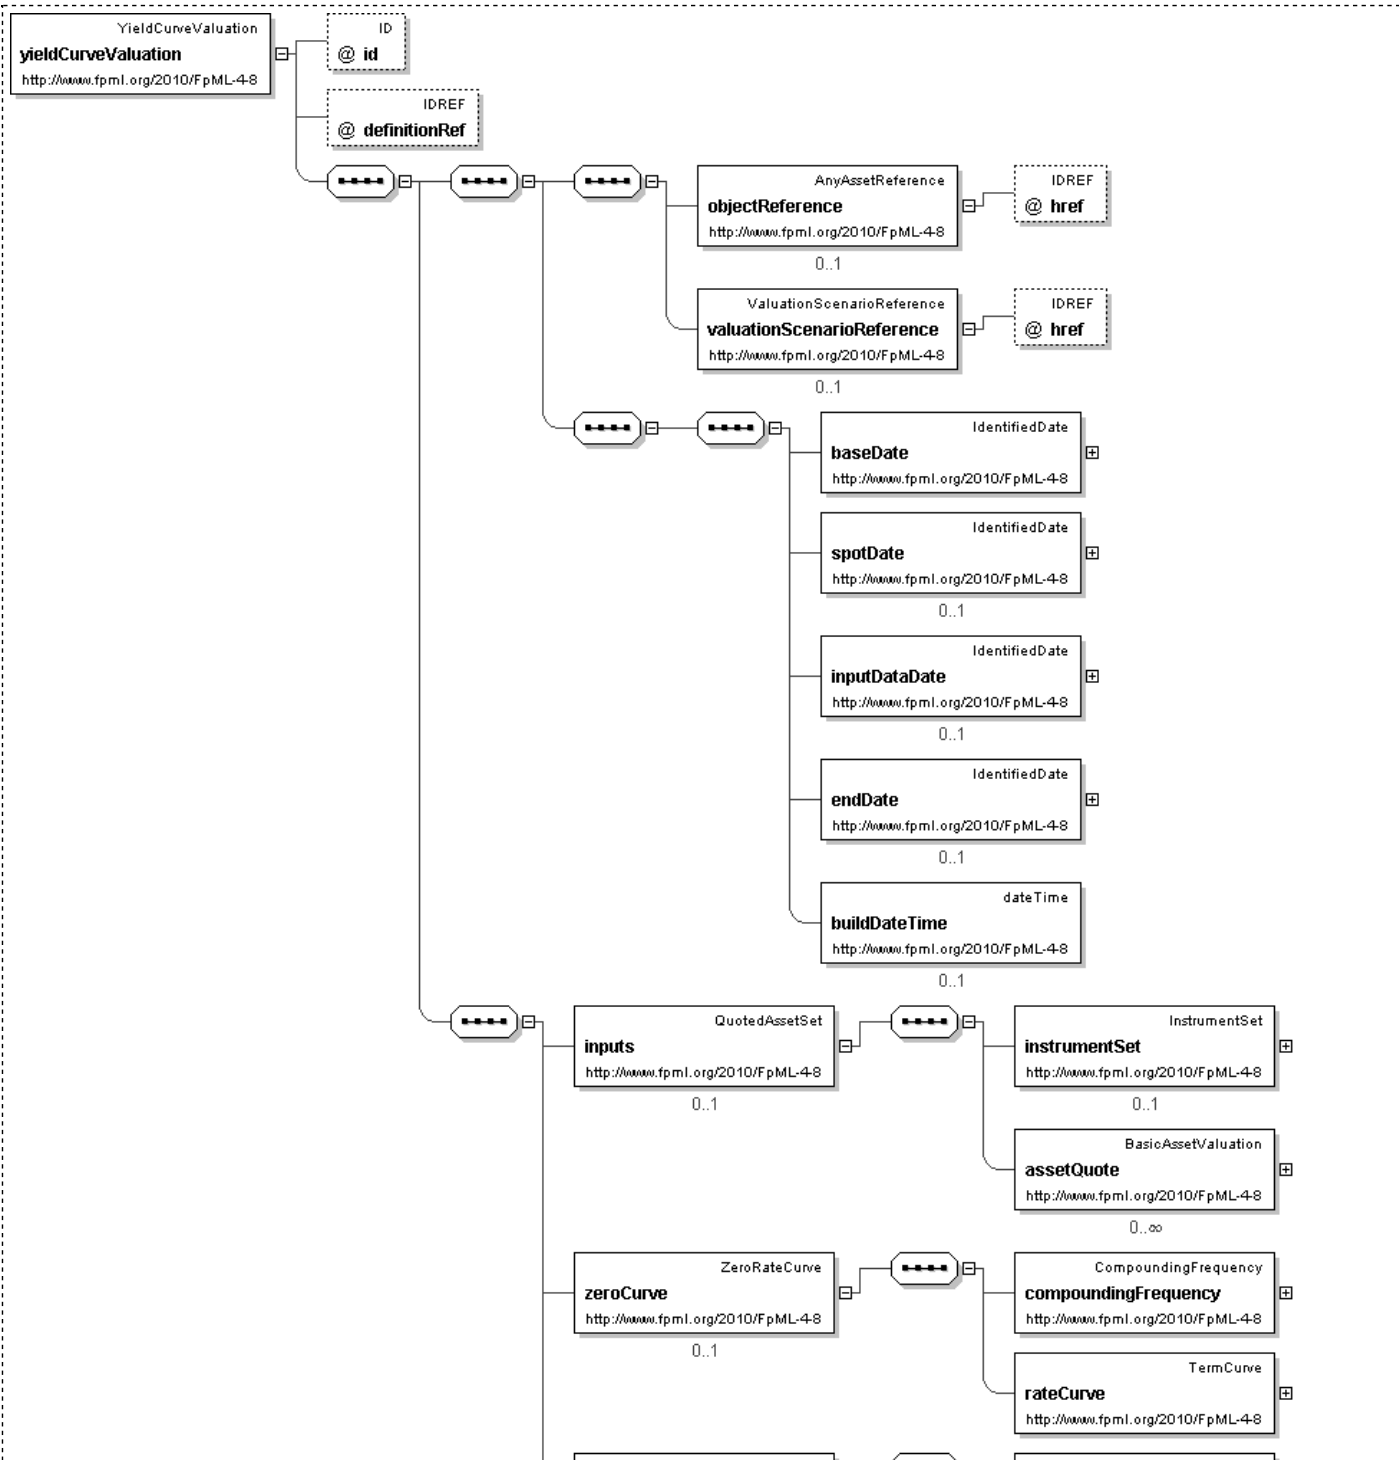 YieldCurveValuation
yieldCurveValuation
http://www.fpml.org/2010/FpML-4-8
ID
@ id
IDREF
@ definitionRef
AnyAssetReference
objectReference
http://www.fpml.org/2010/FpML-4-8
0..1
IDREF
@ href
ValuationScenarioReference
valuationScenarioReference
http://www.fpml.org/2010/FpML-4-8
0..1
IDREF
@ href
IdentifiedDate
baseDate
http://www.fpml.org/2010/FpML-4-8
IdentifiedDate
spotDate
http://www.fpml.org/2010/FpML-4-8
0..1
IdentifiedDate
inputDataDate
http://www.fpml.org/2010/FpML-4-8
0..1
IdentifiedDate
endDate
http://www.fpml.org/2010/FpML-4-8
0..1
dateTime
buildDateTime
http://www.fpml.org/2010/FpML-4-8
0..1
QuotedAssetSet
inputs
http://www.fpml.org/2010/FpML-4-8
0..1
InstrumentSet
instrumentSet
http://www.fpml.org/2010/FpML-4-8
0..1
BasicAssetValuation
assetQuote
http://www.fpml.org/2010/FpML-4-8
0..∞
ZeroRateCurve
zeroCurve
http://www.fpml.org/2010/FpML-4-8
0..1
CompoundingFrequency
compoundingFrequency
http://www.fpml.org/2010/FpML-4-8
TermCurve
rateCurve
http://www.fpml.org/2010/FpML-4-8